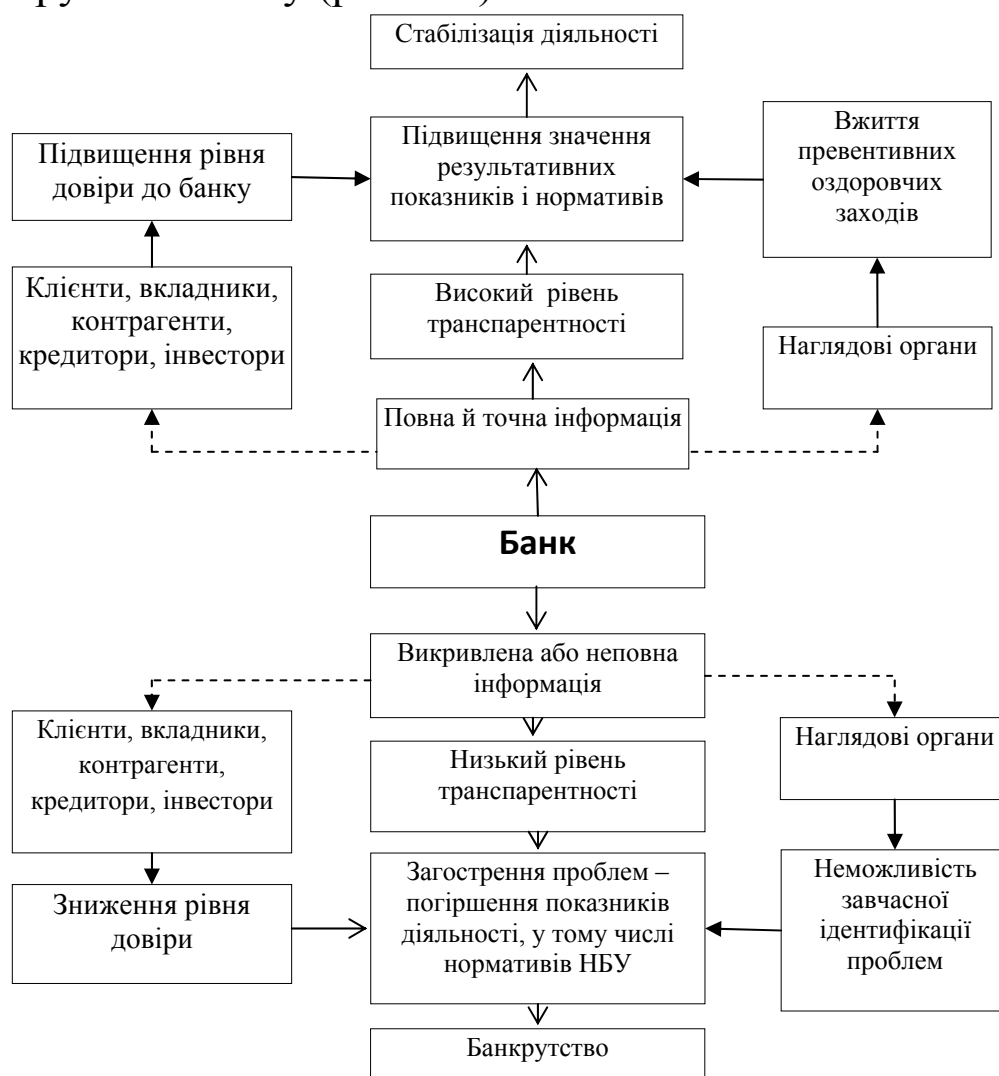 Стабілізація діяльності
Підвищення рівня
довіри до банку
Підвищення значення
результативних
показників і нормативів
Вжиття
превентивних
оздоровчих
заходів
Клієнти, вкладники,
контрагенти,
кредитори, інвестори
Високий рівень
транспарентності
Наглядові органи
Повна й точна інформація
Банк
Викривлена або неповна
інформація
Клієнти, вкладники,
контрагенти,
кредитори, інвестори
Низький рівень
транспарентності
Наглядові органи
Зниження рівня
довіри
Загострення проблем –
погіршення показників
діяльності, у тому числі
нормативів НБУ
Неможливість
завчасної
ідентифікації
проблем
Банкрутство